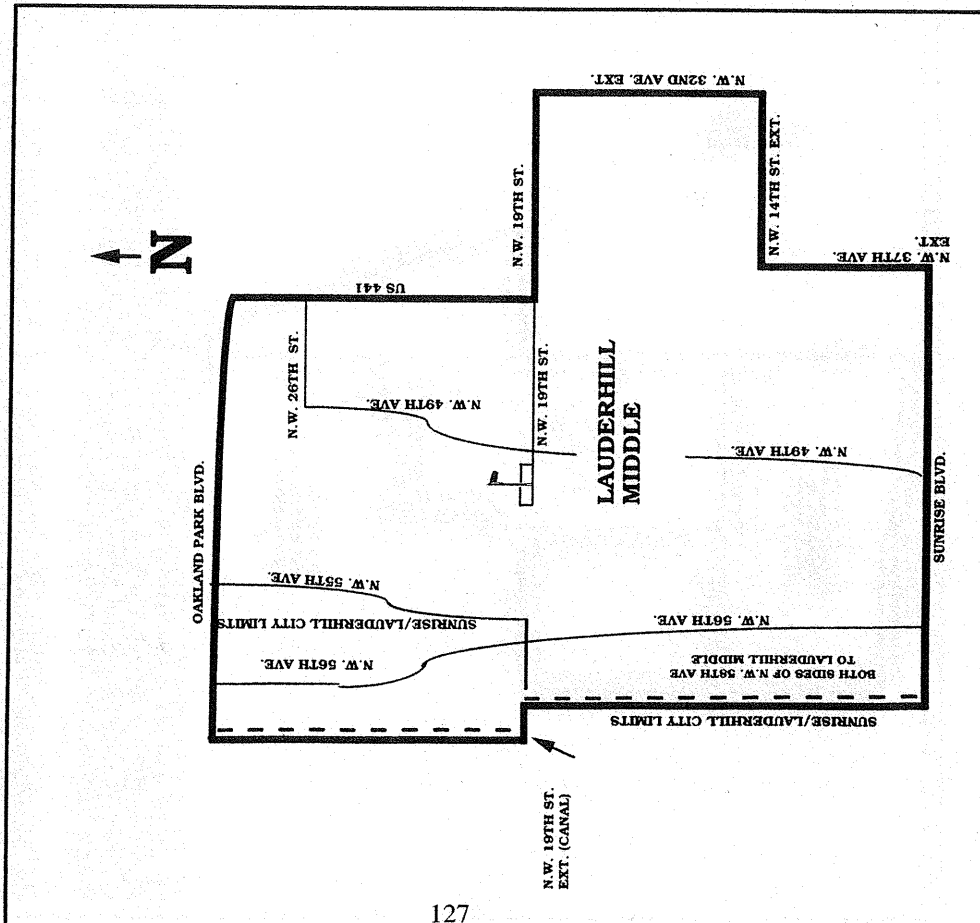 N.W. 32ND AVE. EXT.
N.W. 19TH ST.
N.W. 14TH ST. EXT.
N
N.W. 37TH AVE.
EXT.
US 441
N.W. 26TH ST.
N.W. 49TH AVE.
N.W. 19TH ST.
LAUDERHILL
MIDDLE
N.W. 49TH AVE.
OAKLAND PARK BLVD.
SUNRISE BLVD.
N.W. 55TH AVE.
SUNRISE/LAUDERHILL CITY LIMITS
N.W. 56TH AVE.
N.W. 56TH AVE.
BOTH SIDES OF N.W. 58TH AVE
TO LAUDERHILL MIDDLE
SUNRISE/LAUDERHILL CITY LIMITS
N.W. 19TH ST.
EXT. (CANAL)
127